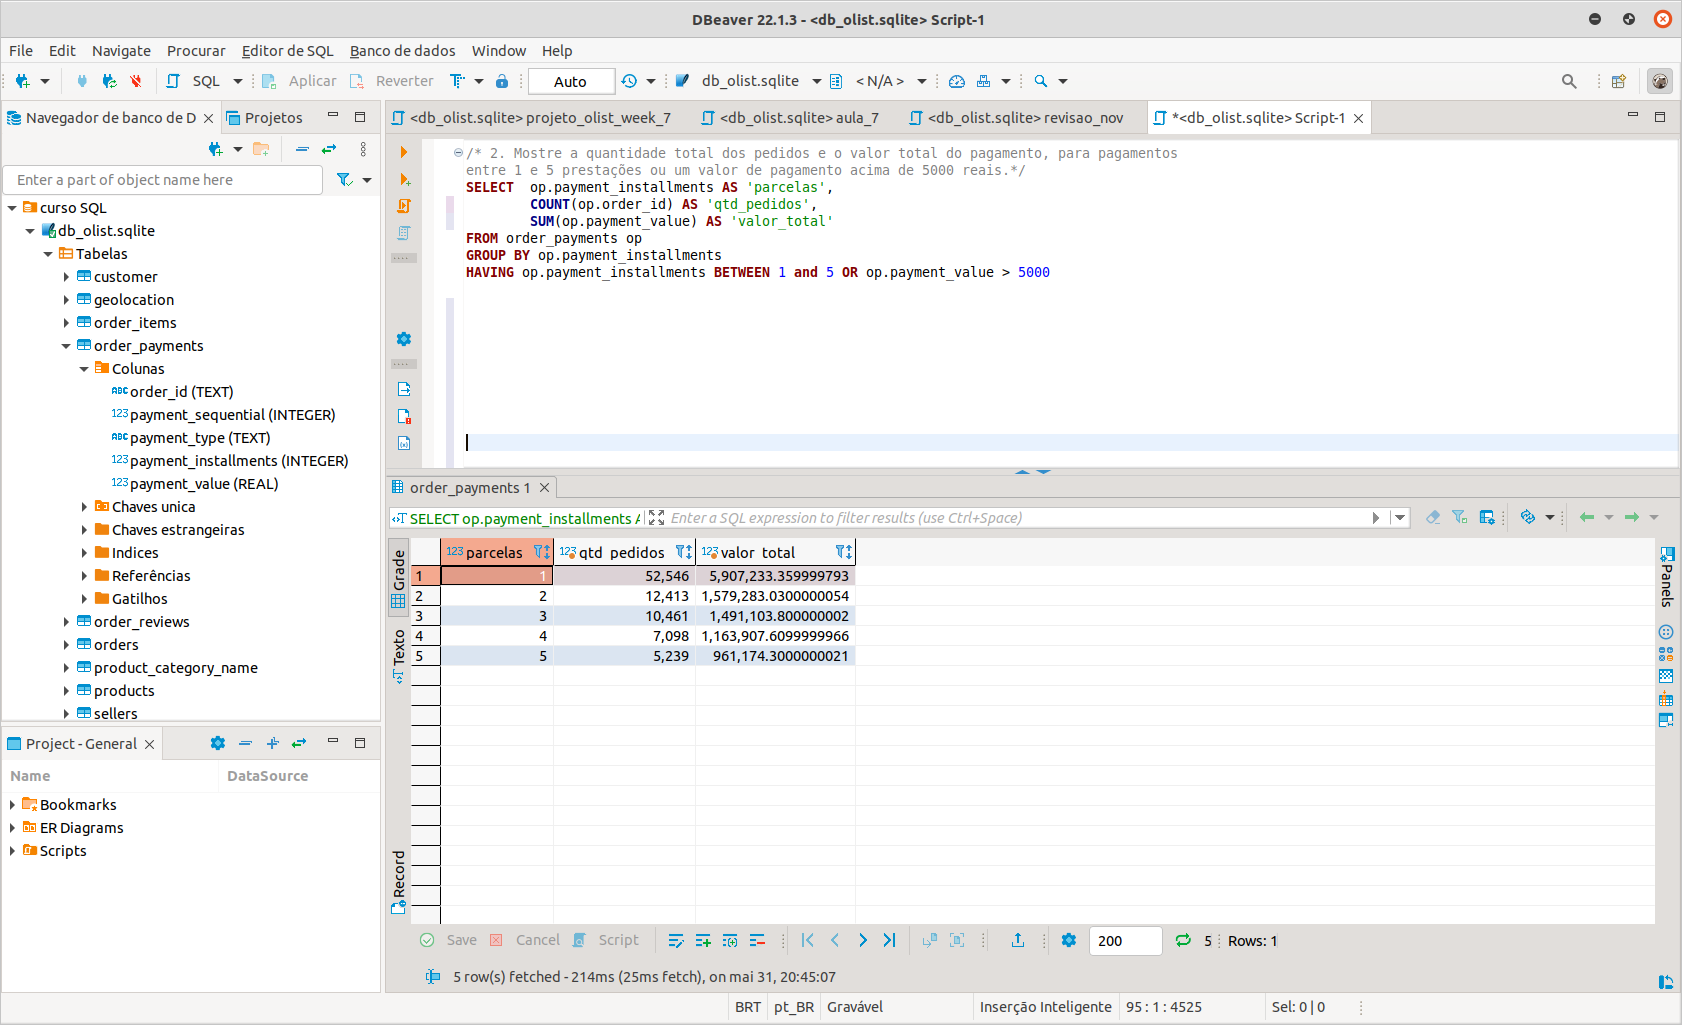 DBeaver 22.1.3 - <db_olist.sqlite> Script-1
File Edit Navigate Procurar Editor de SQL Banco de dados Window Help
SQL Aplicar Reverter Auto db_olist.sqlite < N/A >
Navegador de banco de D Projetos
<db_olist.sqlite> projeto_olist_week_7 <db_olist.sqlite> aula_7 <db_olist.sqlite> revisao_nov *<db_olist.sqlite> Script-1
Enter a part of object name here
curso SQL
db_olist.sqlite
Tabelas
customer
geolocation
order_items
order_payments
Colunas
ABC order_id (TEXT)
123 payment_sequential (INTEGER)
ABC payment_type (TEXT)
123 payment_installments (INTEGER)
123 payment_value (REAL)
Chaves unica
Chaves estrangeiras
Indices
Referências
Gatilhos
order_reviews
orders
product_category_name
products
sellers
Project - General
Name DataSource
Bookmarks
ER Diagrams
Scripts
/* 2. Mostre a quantidade total dos pedidos e o valor total do pagamento, para pagamentos
entre 1 e 5 prestações ou um valor de pagamento acima de 5000 reais.*/
SELECT op.payment_installments AS 'parcelas',
COUNT(op.order_id) AS 'qtd_pedidos',
SUM(op.payment_value) AS 'valor_total'
FROM order_payments op
GROUP BY op.payment_installments
HAVING op.payment_installments BETWEEN 1 and 5 OR op.payment_value > 5000
order_payments 1
SELECT op.payment_installments A Enter a SQL expression to filter results (use Ctrl+Space)
Grade
Texto
Record
Panels
123 parcelas 123 qtd_pedidos 123 valor_total
1 1 52,546 5,907,233.359999793
2 2 12,413 1,579,283.0300000054
3 3 10,461 1,491,103.800000002
4 4 7,098 1,163,907.6099999966
5 5 5,239 961,174.3000000021
Save Cancel Script 200 5 Rows: 1
5 row(s) fetched - 214ms (25ms fetch), on mai 31, 20:45:07
BRT pt_BR Gravável Inserção Inteligente 95 : 1 : 4525 Sel: 0 | 0